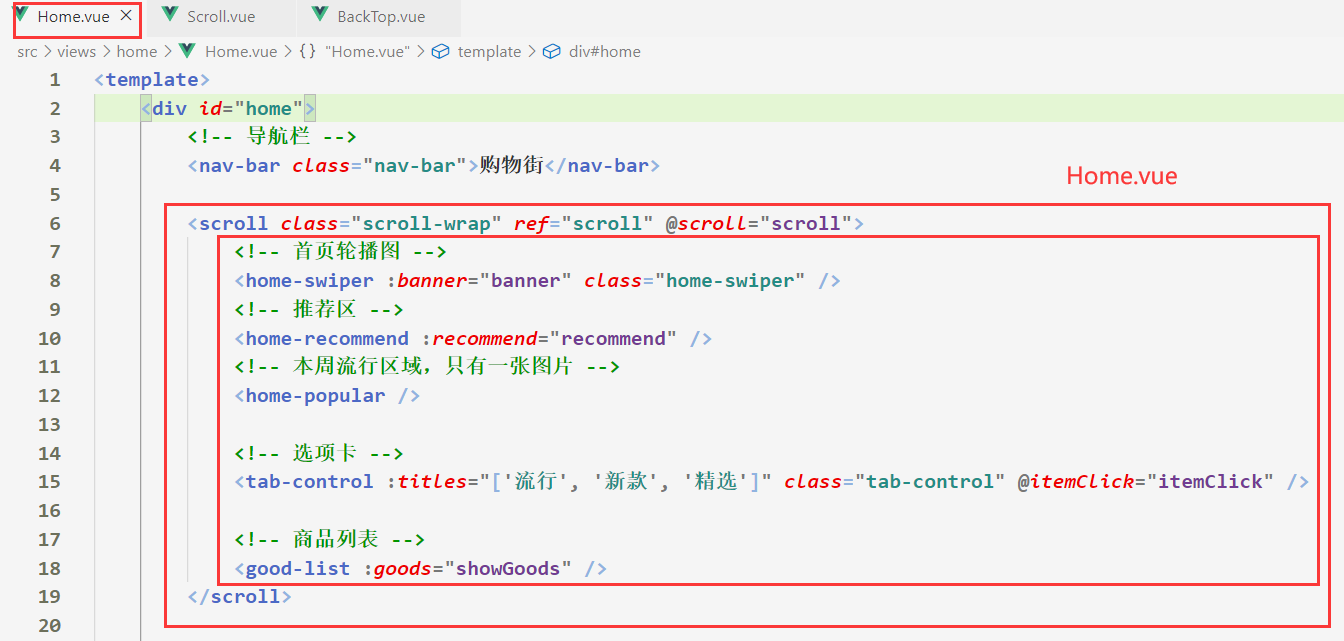 Home.vue × Scroll.vue BackTop.vue
src > views > home > Home.vue > {} "Home.vue" > template > div#home
1 <template>
2 <div id="home">
3 <!-- 导航栏 -->
4 <nav-bar class="nav-bar">购物街</nav-bar>
Home.vue
5
6 <scroll class="scroll-wrap" ref="scroll" @scroll="scroll">
7 <!-- 首页轮播图 -->
8 <home-swiper :banner="banner" class="home-swiper" />
9 <!-- 推荐区 -->
10 <home-recommend :recommend="recommend" />
11 <!-- 本周流行区域，只有一张图片 -->
12 <home-popular />
13
14 <!-- 选项卡 -->
15 <tab-control :titles="['流行', '新款', '精选']" class="tab-control" @itemClick="itemClick" />
16
17 <!-- 商品列表 -->
18 <good-list :goods="showGoods" />
19 </scroll>
20